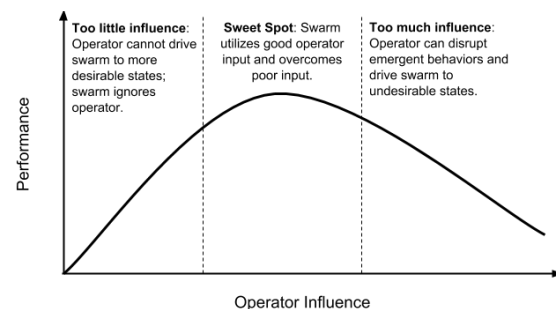 Too little influence:
Operator cannot drive
swarm to more
desirable states;
swarm ignores
operator.
Sweet Spot: Swarm
utilizes good operator
input and overcomes
poor input.
Too much influence:
Operator can disrupt
emergent behaviors and
drive swarm to
undesirable states.
Performance
Operator Influence